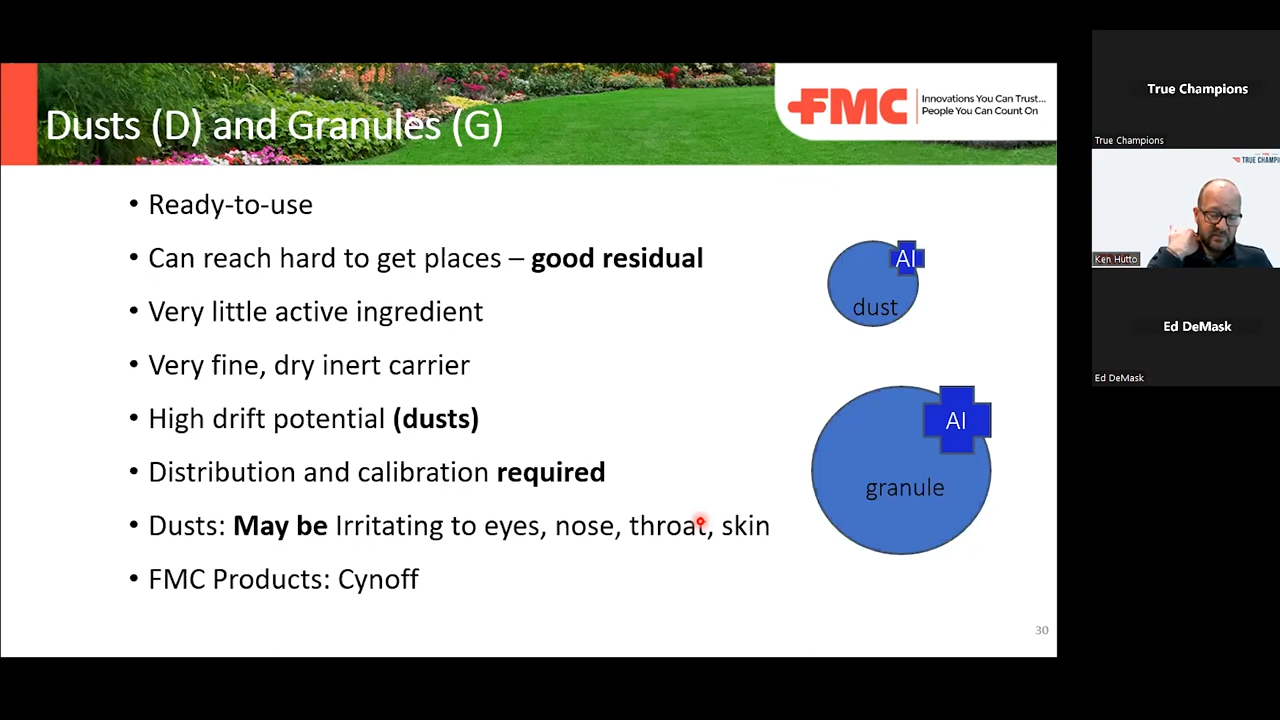 Dusts (D) and Granules (G)
FMC
Innovations You Can Trust...
People You Can Count On
• Ready-to-use
• Can reach hard to get places – good residual
• Very little active ingredient
• Very fine, dry inert carrier
• High drift potential (dusts)
• Distribution and calibration required
• Dusts: May be Irritating to eyes, nose, throat, skin
• FMC Products: Cynoff
AI
dust
AI
granule
30
True Champions
True Champions
TRUE CHAMPI
Ken Hutto
Ed DeMask
Ed DeMask